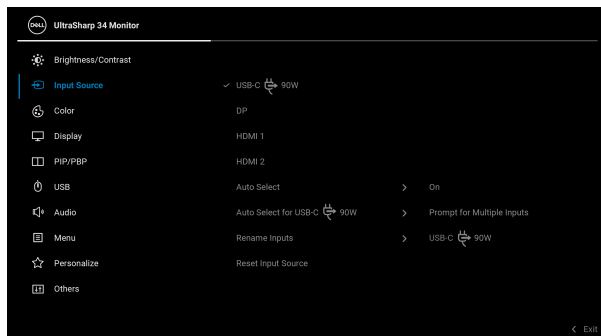 DELL UltraSharp 34 Monitor
Brightness/Contrast
Input Source ✓ USB-C 90W
Color DP
Display HDMI 1
PIP/PBP HDMI 2
USB Auto Select > On
Audio Auto Select for USB-C 90W > Prompt for Multiple Inputs
Menu Rename Inputs > USB-C 90W
Personalize Reset Input Source
Others
< Exit